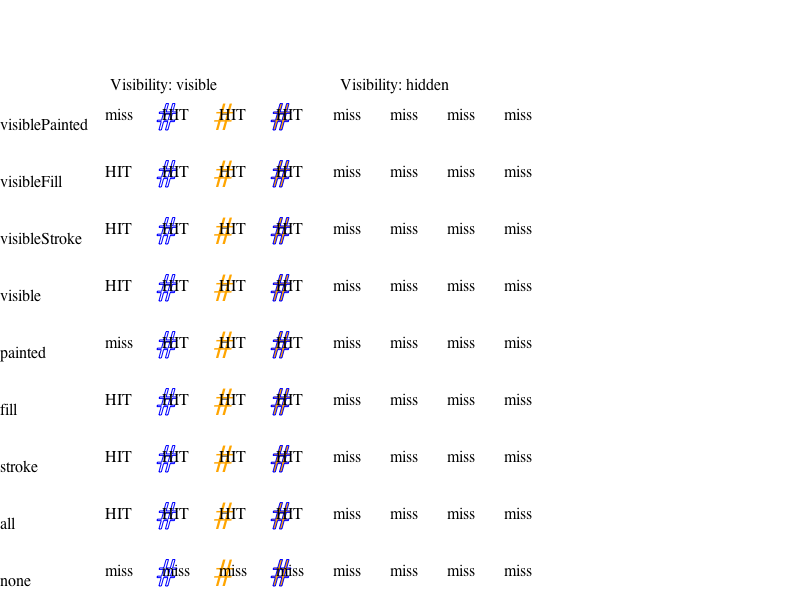 Visibility: visible Visibility: hidden
visiblePainted miss # HIT # HIT # HIT miss miss miss miss
visibleFill HIT # HIT # HIT # HIT miss miss miss miss
visibleStroke HIT # HIT # HIT # HIT miss miss miss miss
visible HIT # HIT # HIT # HIT miss miss miss miss
painted miss # HIT # HIT # HIT miss miss miss miss
fill HIT # HIT # HIT # HIT miss miss miss miss
stroke HIT # HIT # HIT # HIT miss miss miss miss
all HIT # HIT # HIT # HIT miss miss miss miss
none miss # miss # miss # miss miss miss miss miss